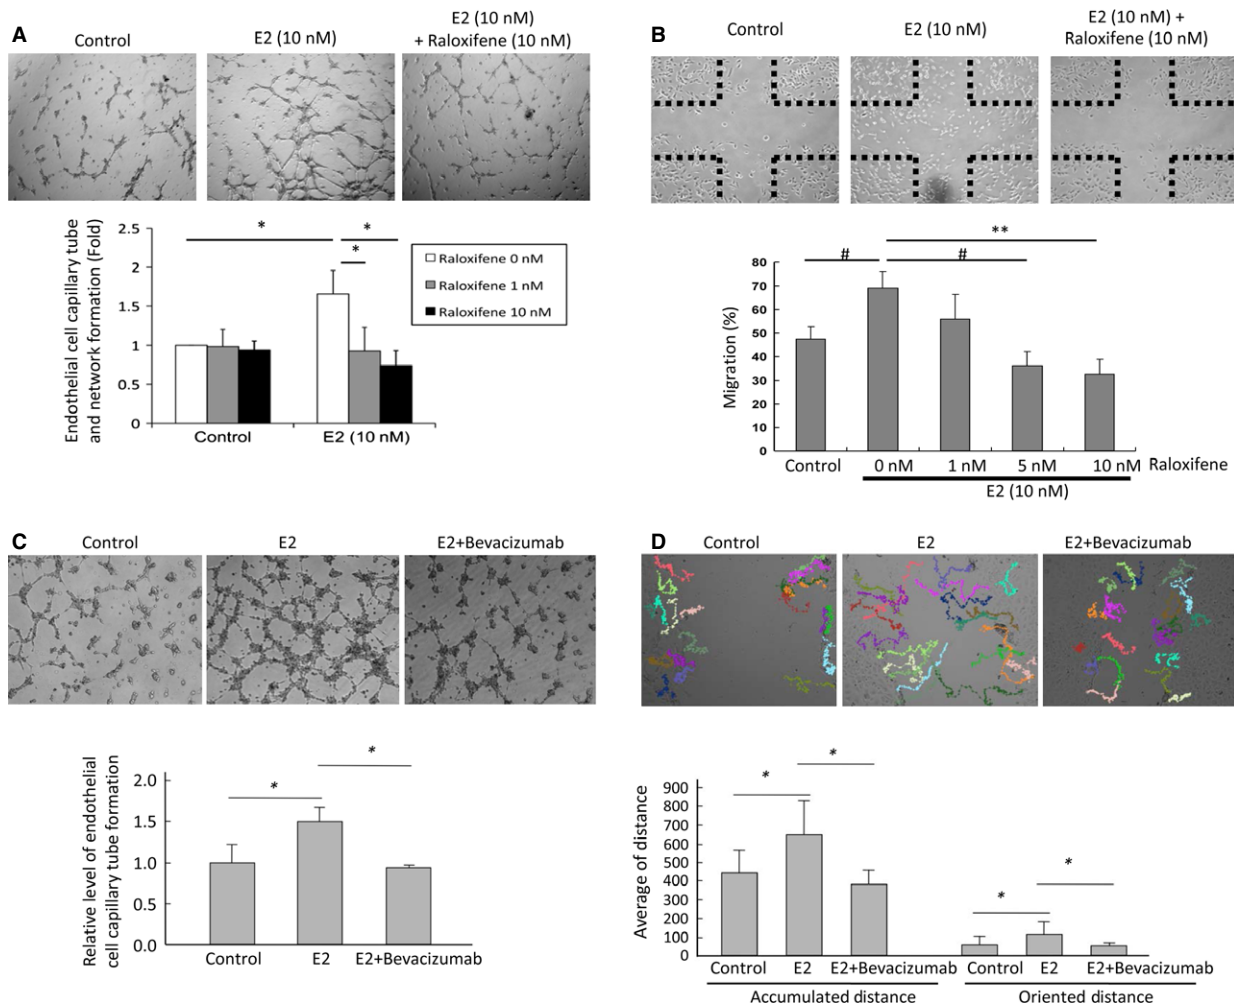 A
Control
E2 (10 nM)
E2 (10 nM)
+ Raloxifene (10 nM)
Endothelial cell capillary tube
and network formation (Fold)
2.5
2
1.5
1
0.5
0
*
*
*
Raloxifene 0 nM
Raloxifene 1 nM
Raloxifene 10 nM
Control
E2 (10 nM)
B
Control
E2 (10 nM)
E2 (10 nM) +
Raloxifene (10 nM)
Migration (%)
80
70
60
50
40
30
20
10
0
#
**
#
Control
0 nM
1 nM
5 nM
10 nM
Raloxifene
E2 (10 nM)
C
Control
E2
E2+Bevacizumab
Relative level of endothelial
cell capillary tube formation
2.0
1.5
1.0
0.5
0.0
*
*
Control
E2
E2+Bevacizumab
D
Control
E2
E2+Bevacizumab
Average of distance
900
800
700
600
500
400
300
200
100
0
*
*
*
*
Control
E2
E2+Bevacizumab
Control
E2
E2+Bevacizumab
Accumulated distance
Oriented distance